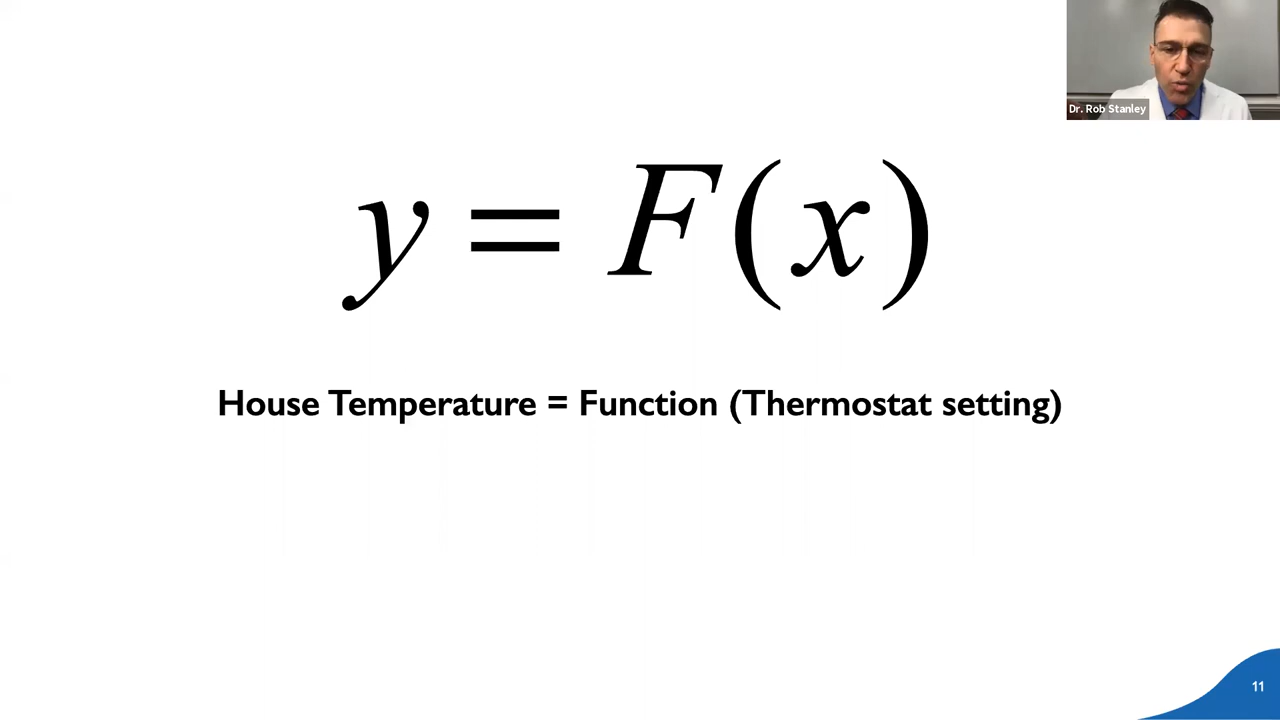 Dr. Rob Stanley
y = F(x)
House Temperature = Function (Thermostat setting)
11